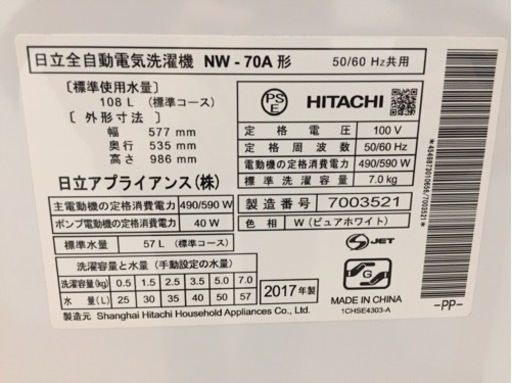 日立全自動電気洗濯機 NW-70A 形 50/60 Hz共用
〔標準使用水量〕
108 L （標準コース）
〔 外 形 寸 法 〕
幅 577 mm
奥行 535 mm
高さ 986 mm
日立アプライアンス(株)
主電動機の定格消費電力 490/590 W
ポンプ電動機の定格消費電力 40 W
標準水量 57 L （標準コース）
洗濯容量と水量 （手動設定の水量）
洗濯容量(kg) 0.5 1.5 2.5 3.5 5.0 7.0
水 量(L) 25 30 35 40 50 57
製造元 Shanghai Hitachi Household Appliances Co., Ltd.
PSE
HITACHI
定格電圧 100 V
定格周波数 50/60 Hz
電動機の定格消費電力 490/590 W
標準洗濯容量 7.0kg
製造番号 7003521
色相 W（ピュアホワイト）
JET
2017年製
MADE IN CHINA
1CHSE4303-A
-PP-